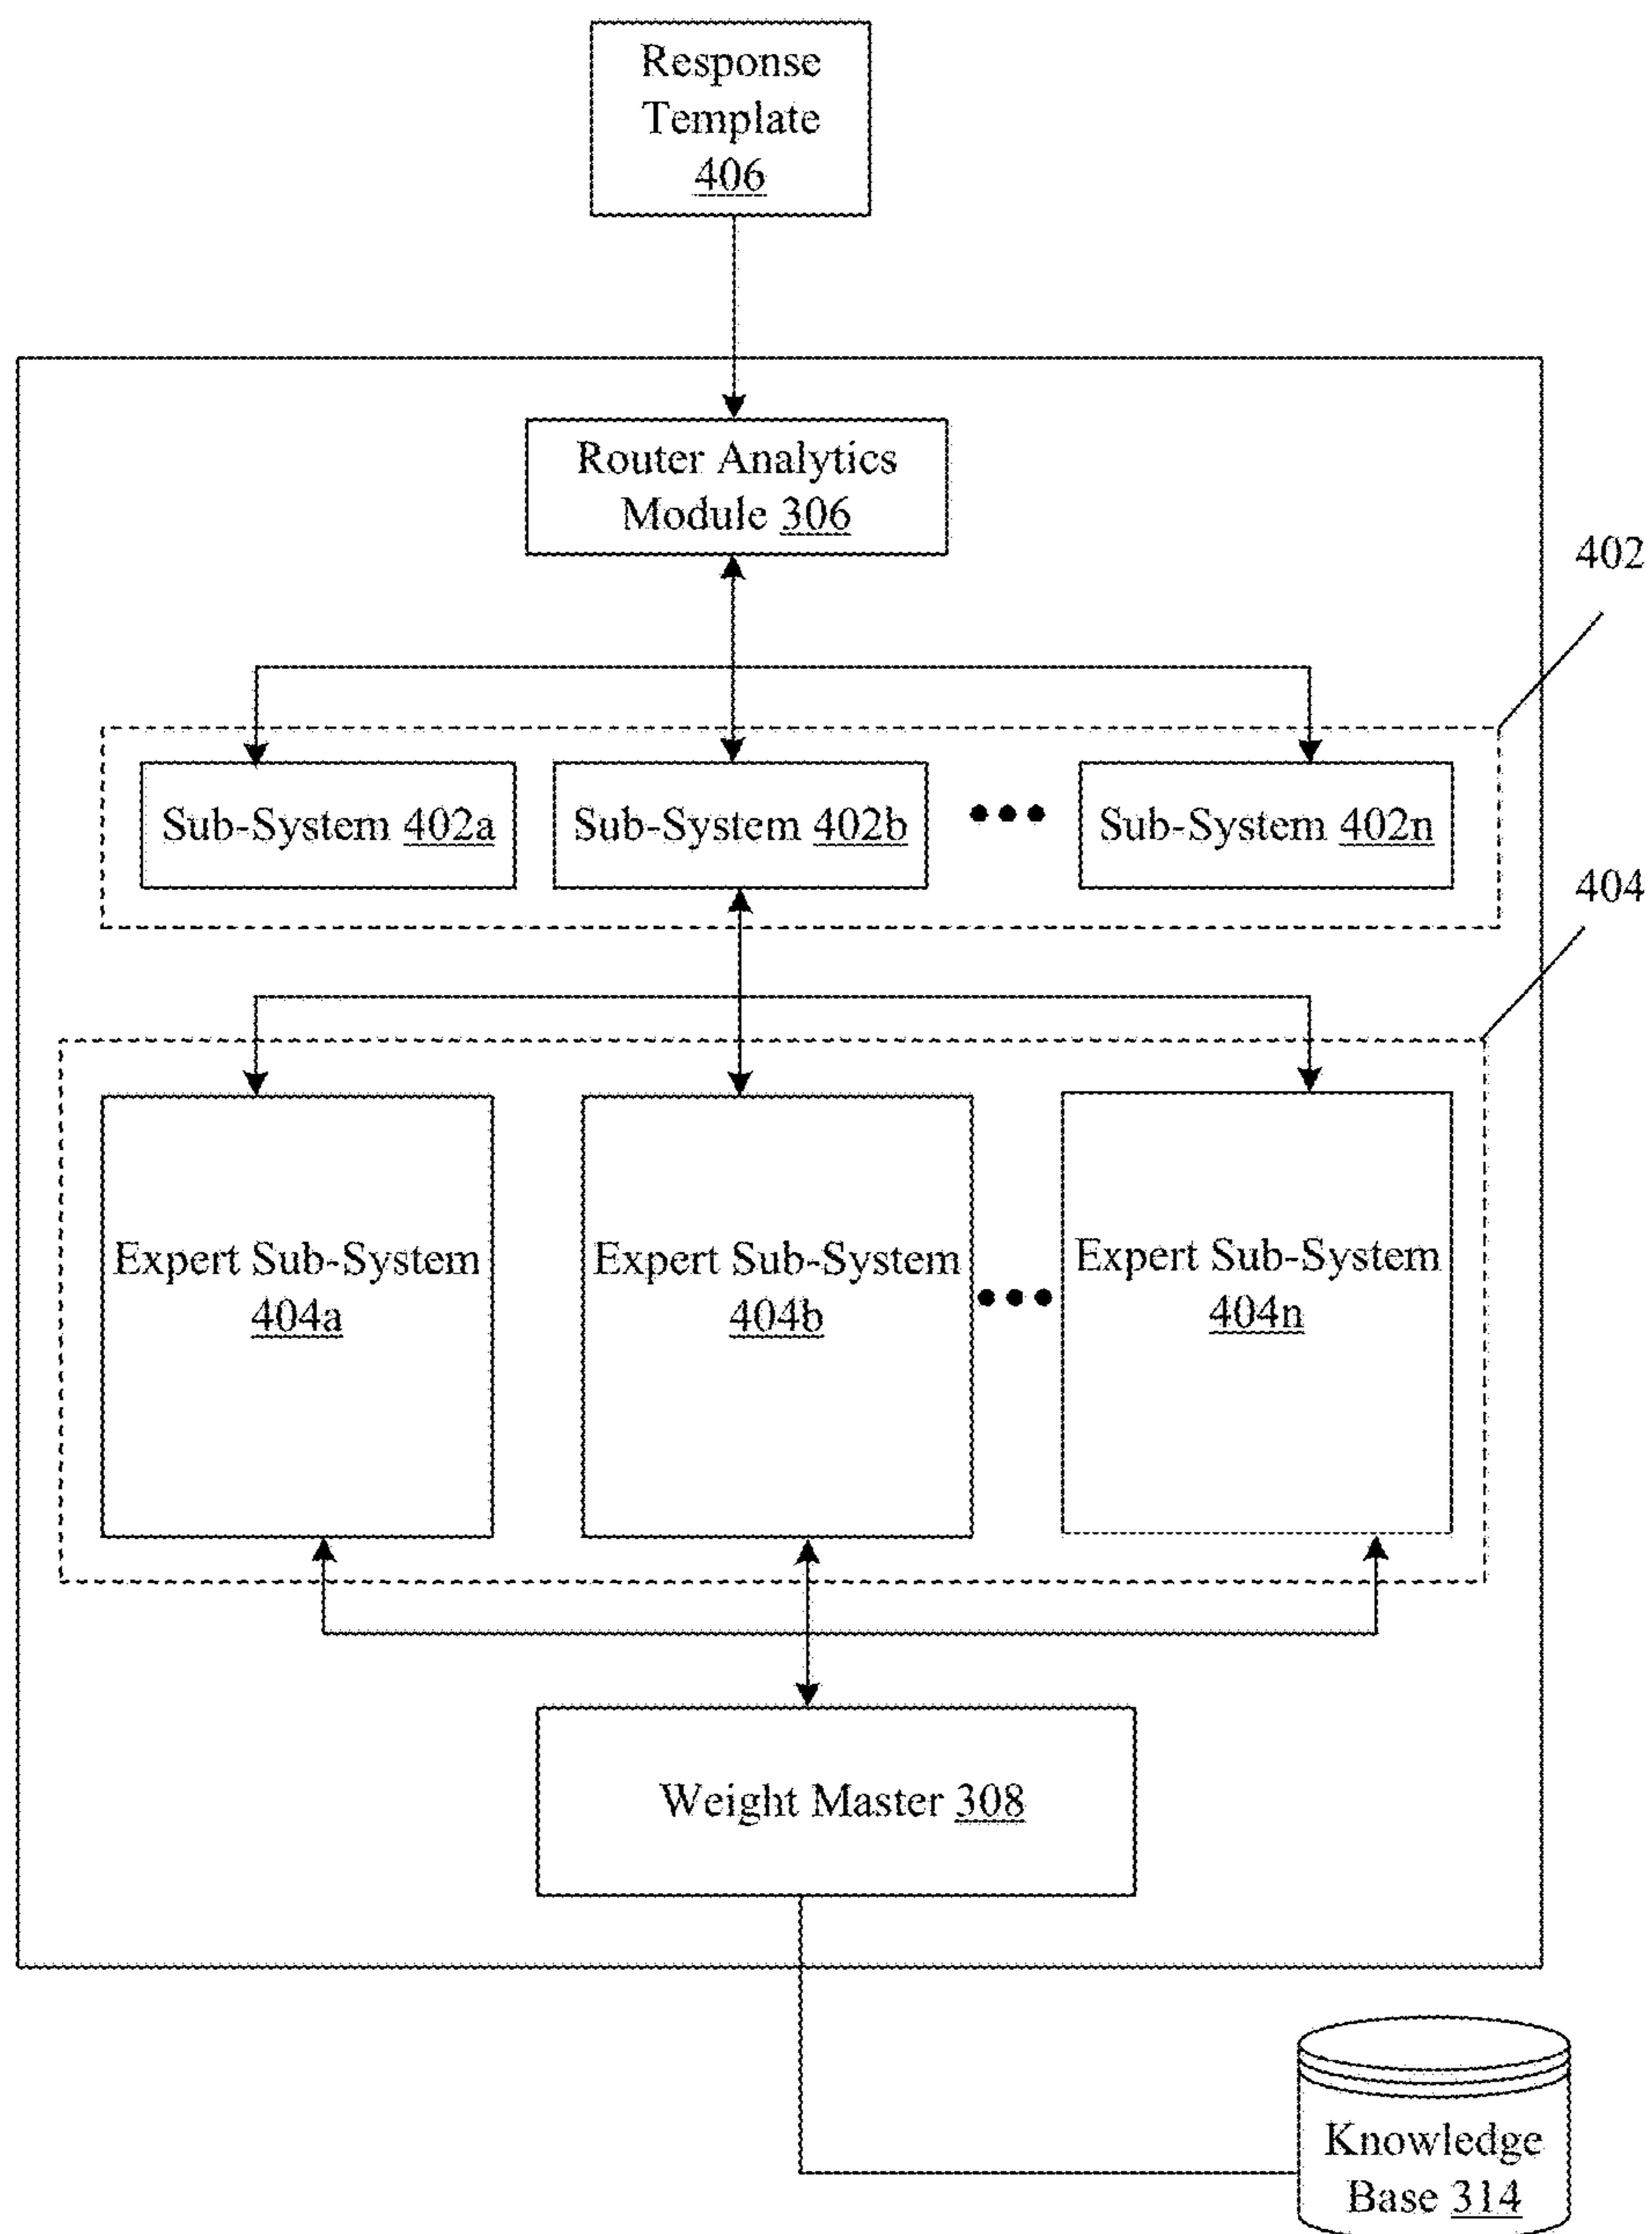 Response
Template
406
Router Analytics
Module 306
402
Sub-System 402a
Sub-System 402b
Sub-System 402n
404
Expert Sub-System
404a
Expert Sub-System
404b
Expert Sub-System
404n
Weight Master 308
Knowledge
Base 314